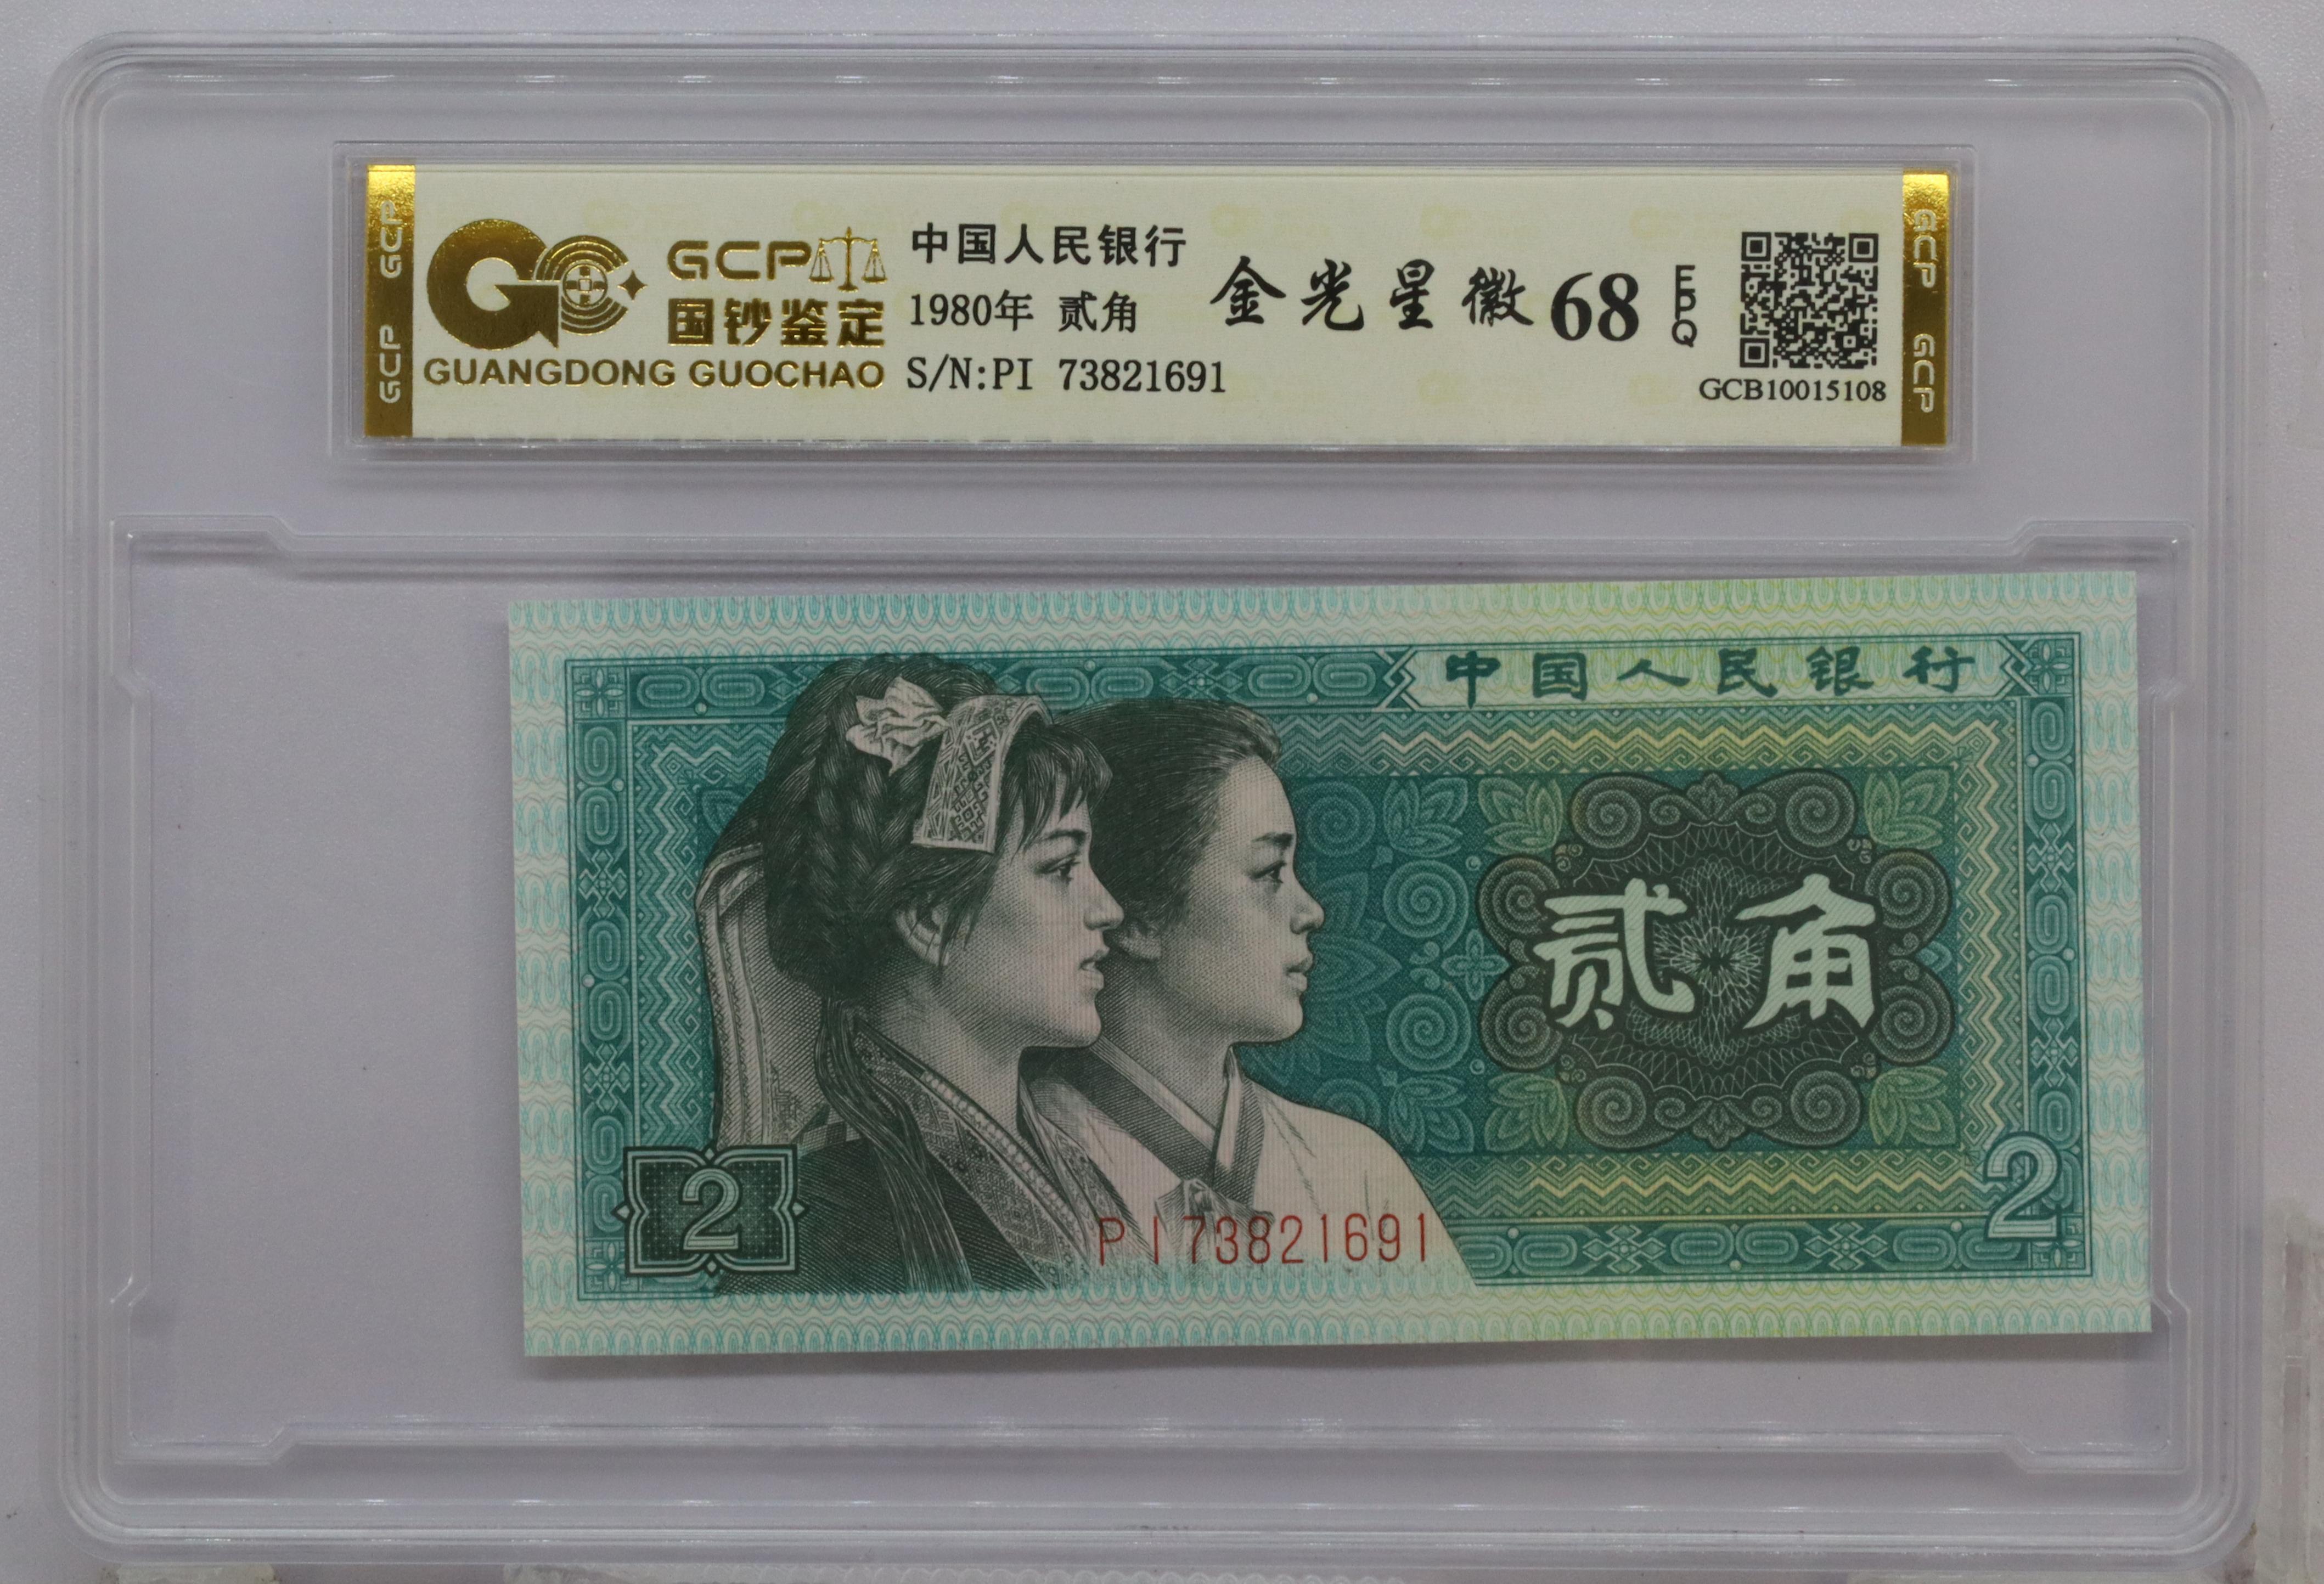 GCP
国钞鉴定
GUANGDONG GUOCHAO
中国人民银行
1980年 贰角
S/N:PI 73821691
金光星徽 68 EPQ
GCB10015108
GCP GCP
GCP GCP
中国人民银行
贰角
2
2
PI73821691